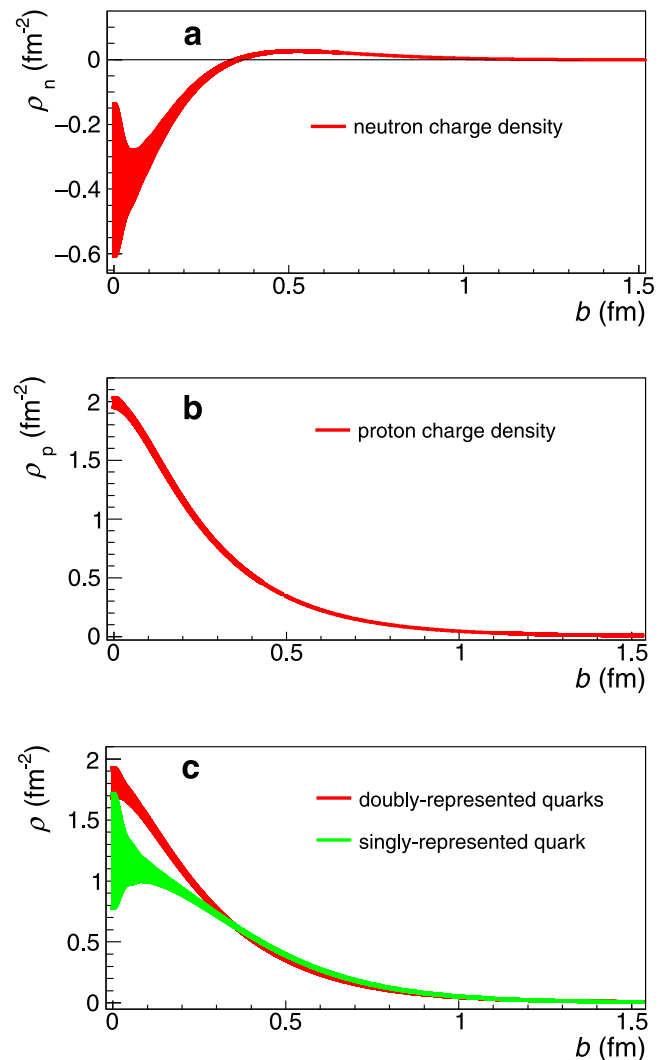 a
ρn (fm-2)
0
−0.2
−0.4
−0.6
neutron charge density
0
0.5
1
1.5
b (fm)
b
ρp (fm-2)
2
1.5
1
0.5
0
proton charge density
0
0.5
1
1.5
b (fm)
c
ρ (fm-2)
2
1.5
1
0.5
0
doubly-represented quarks
singly-represented quark
0
0.5
1
1.5
b (fm)